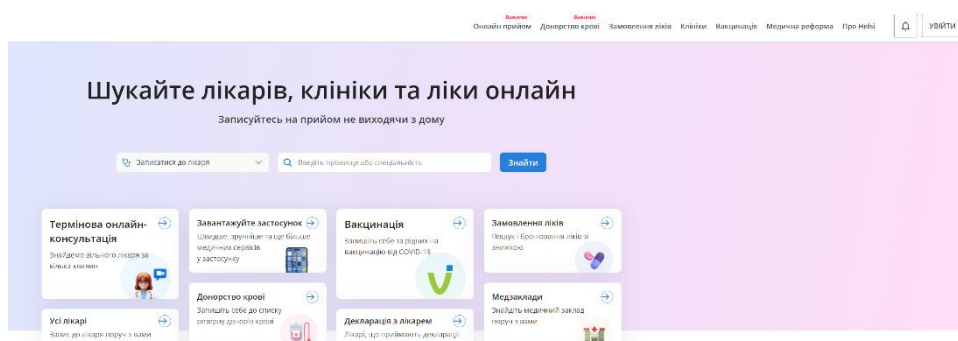 Важливо Важливо
Онлайн прийом Донорство крові Замовлення ліків Клініки Вакцинація Медична реформа Про Helsi УВІЙТИ
Шукайте лікарів, клініки та ліки онлайн
Записуйтесь на прийом не виходячи з дому
Записатися до лікаря Введіть прізвище або спеціальність Знайти
Термінова онлайн-
консультація
Знайдемо вільного лікаря за
кілька хвилин
Завантажуйте застосунок
Швидше, зручніше та ще більше
медичних сервісів
у застосунку
Вакцинація
Запишіть себе та рідних на
вакцинацію від COVID-19
Замовлення ліків
Пошук і бронювання ліків зі
знижкою
Усі лікарі
Запис до лікаря поруч з вами
Донорство крові
Запишіть себе до списку
резерву донорів крові
Декларація з лікарем
Лікарі, що приймають декларації
Медзаклади
Знайдіть медичний заклад
поруч з вами